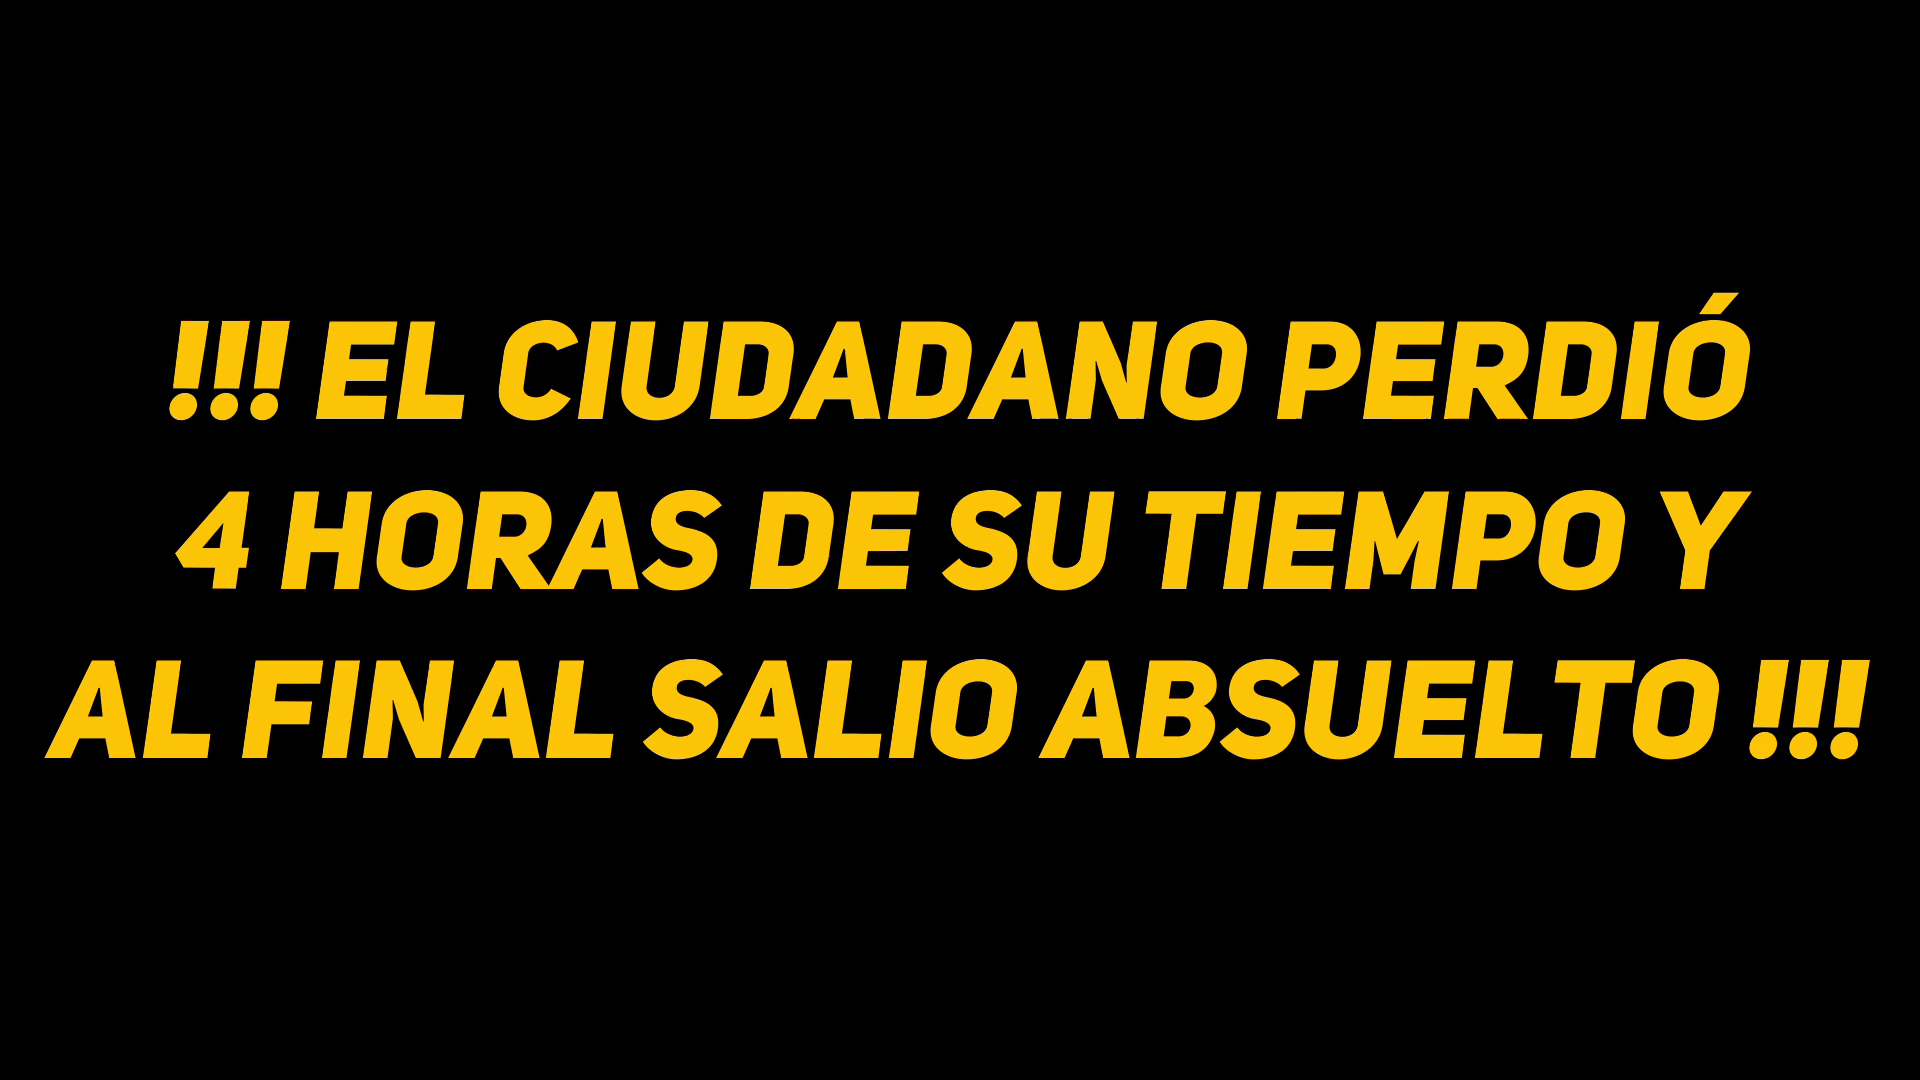 !!! EL CIUDADANO PERDIÓ
4 HORAS DE SU TIEMPO Y
AL FINAL SALIO ABSUELTO !!!